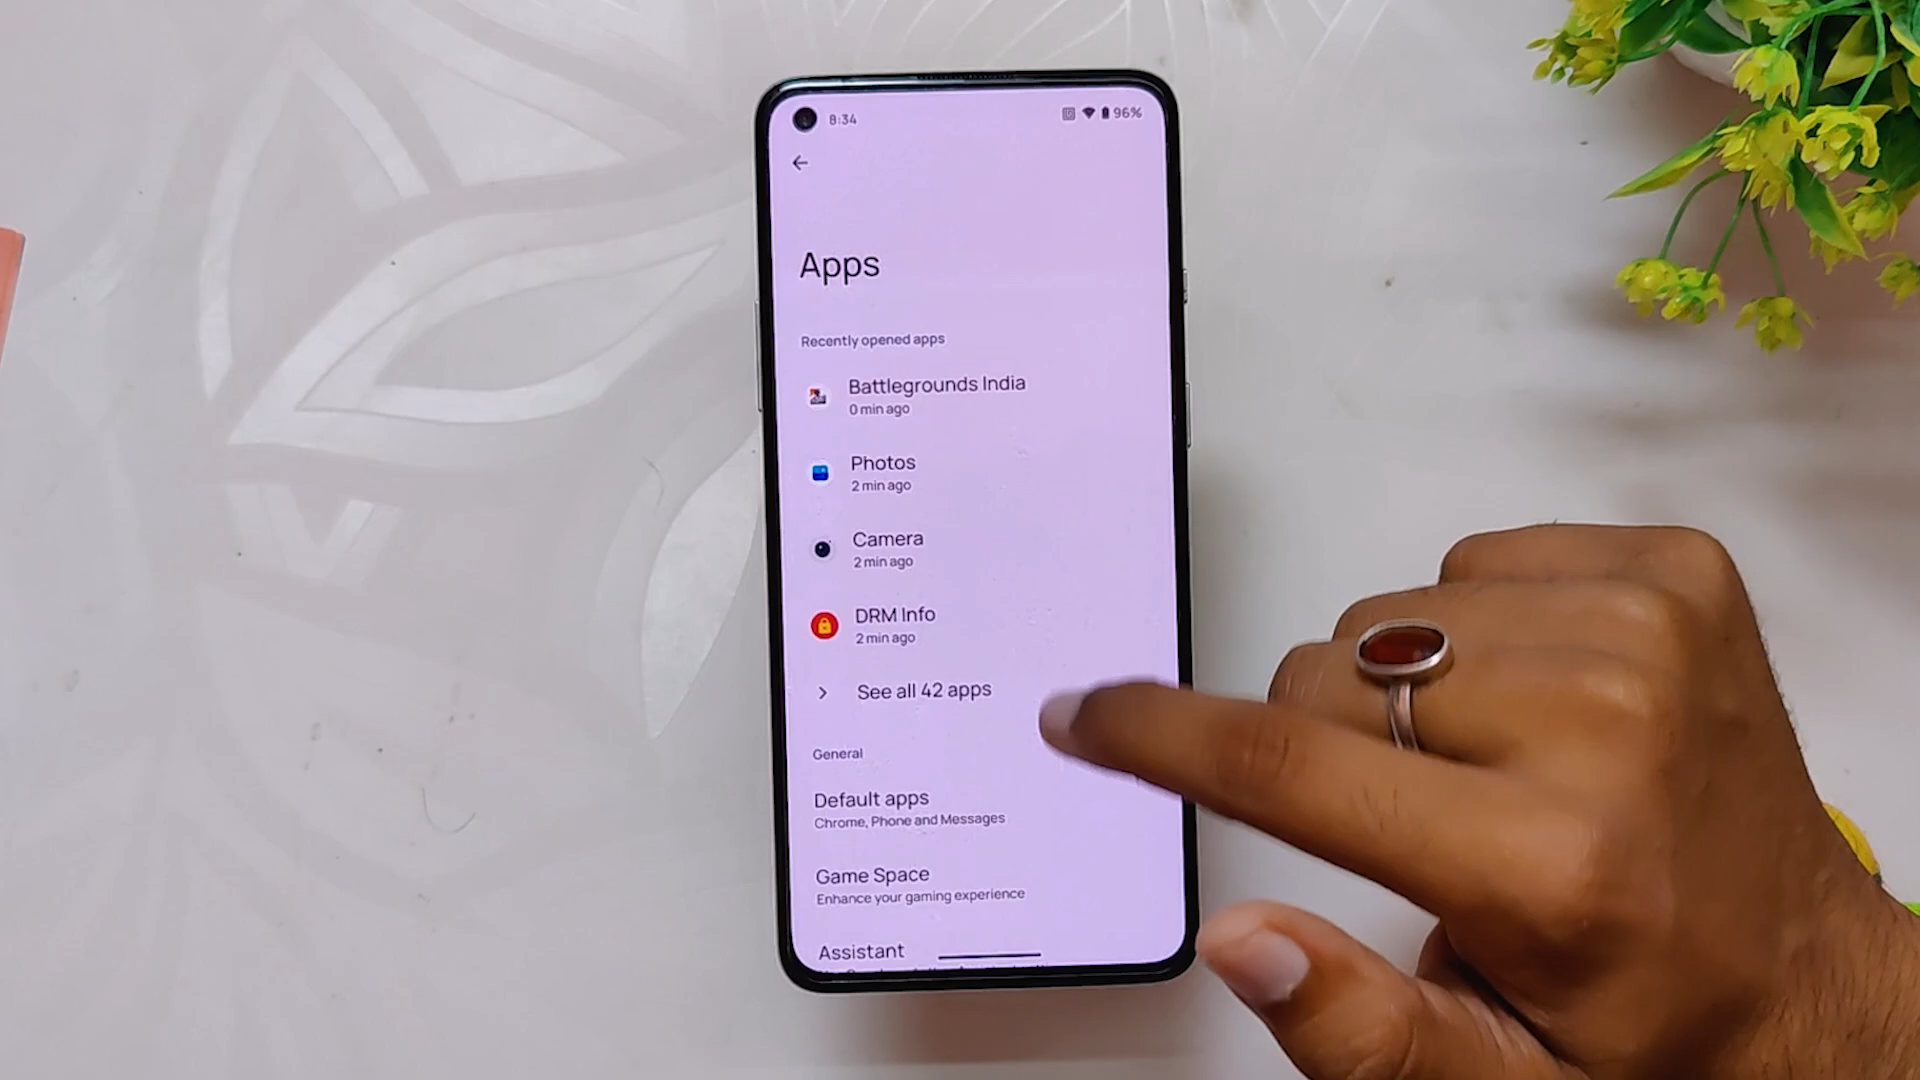 8:34
96%
Apps
Recently opened apps
Battlegrounds India
0 min ago
Photos
2 min ago
Camera
2 min ago
DRM Info
2 min ago
See all 42 apps
General
Default apps
Chrome, Phone and Messages
Game Space
Enhance your gaming experience
Assistant